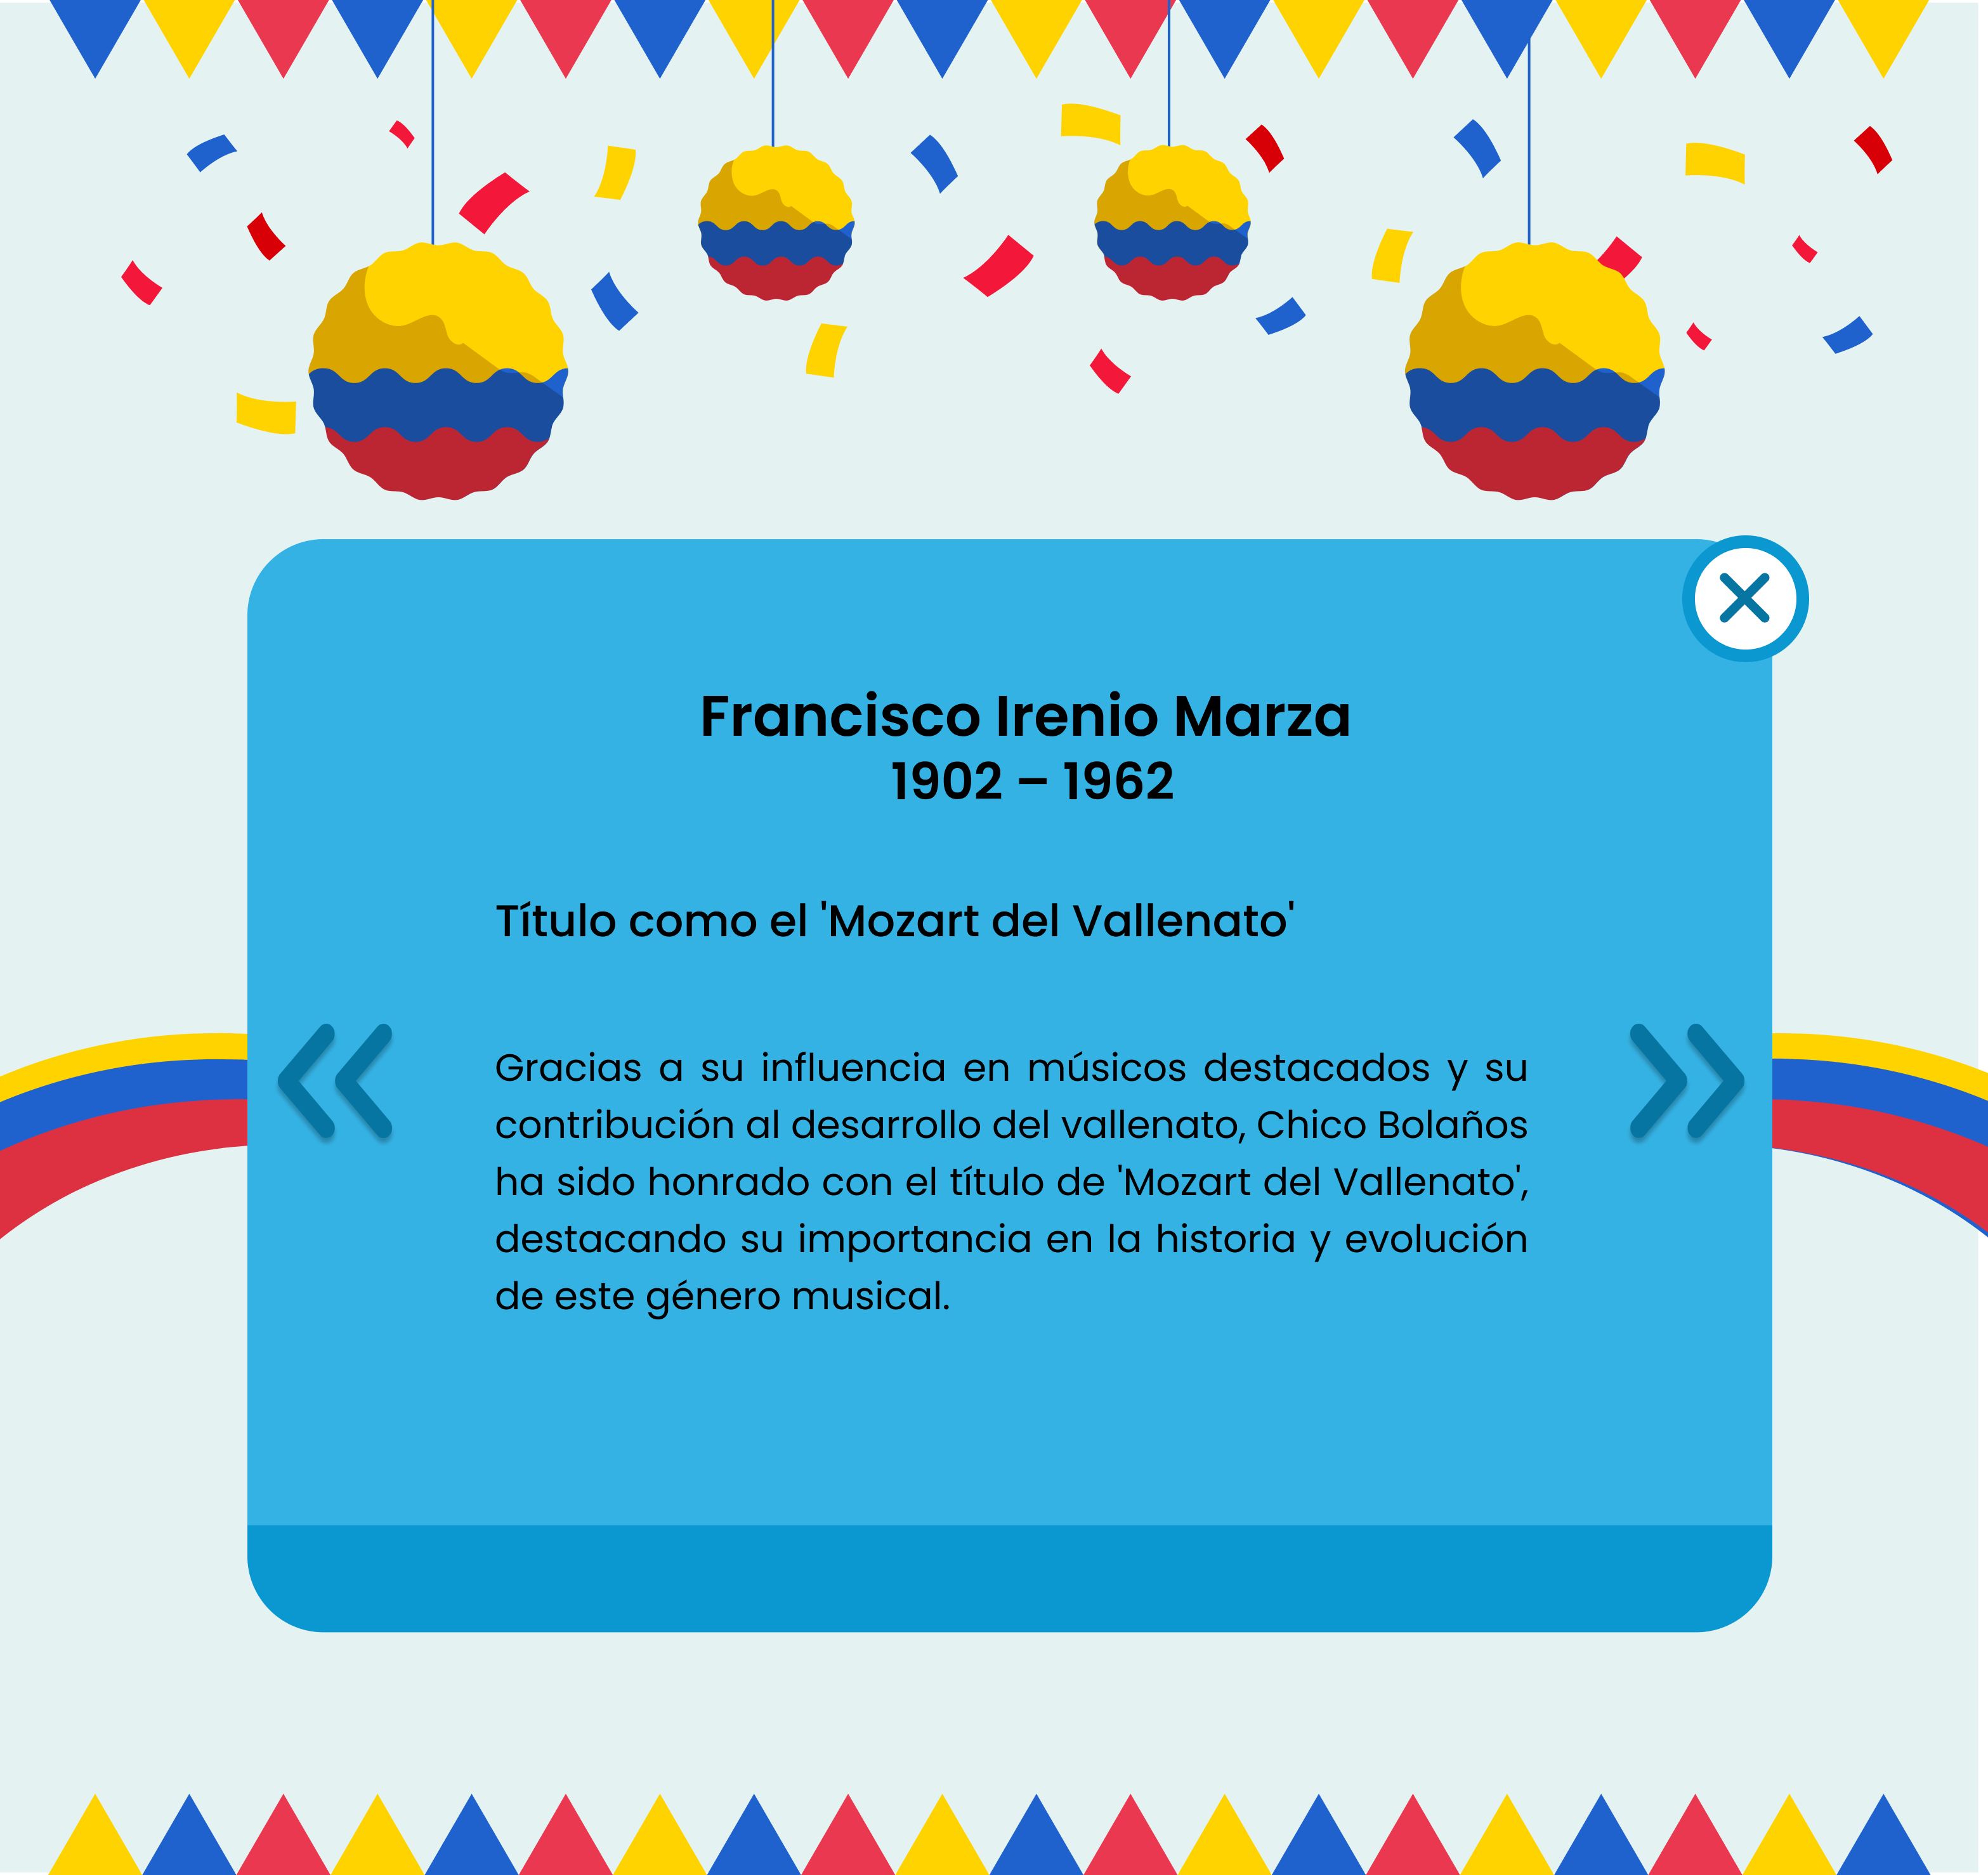 Francisco Irenio Marza
1902 – 1962
Título como el 'Mozart del Vallenato'
Gracias a su influencia en músicos destacados y su
contribución al desarrollo del vallenato, Chico Bolaños
ha sido honrado con el título de 'Mozart del Vallenato',
destacando su importancia en la historia y evolución
de este género musical.